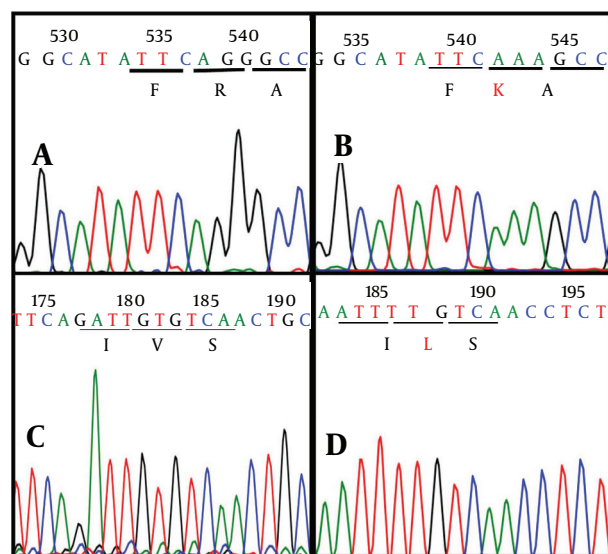 530 535 540
G G C A T A T T C A G G G C C
F R A
A
535 540 545
G G C A T A T T C A A A G C C
F K A
B
175 180 185 190
T T C A G A T T G T G T C A A C T G C
I V S
C
185 190 195
A A T T T T G T C A A C C T C T
I L S
D